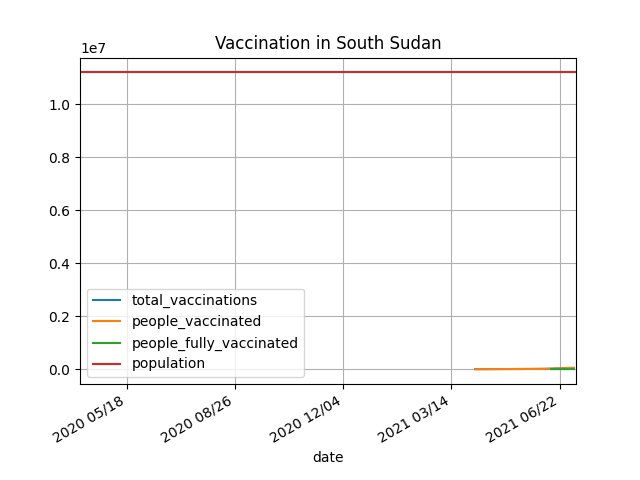 Vaccination in South Sudan
1e7
1.0
0.8
0.6
0.4
0.2
0.0
total_vaccinations
people_vaccinated
people_fully_vaccinated
population
2020 05/18
2020 08/26
2020 12/04
2021 03/14
2021 06/22
date